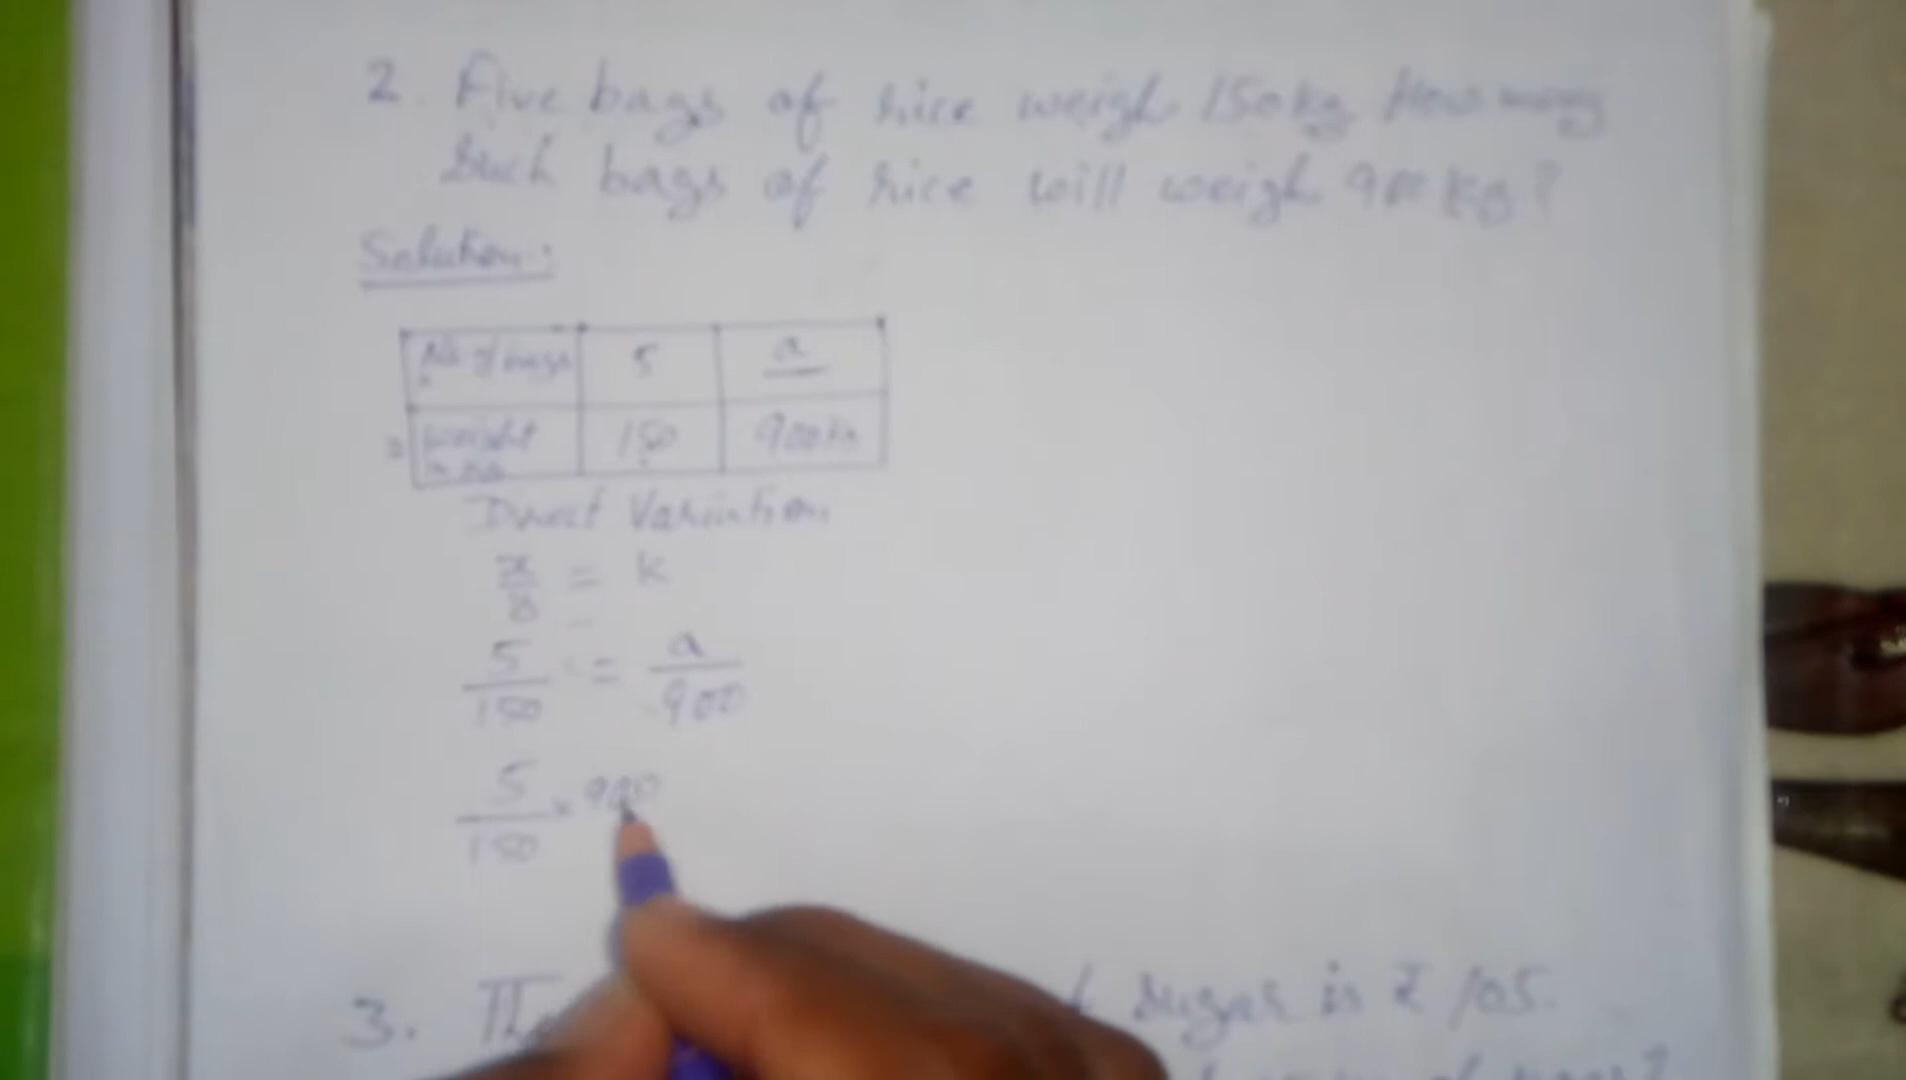 2. Five bags of rice weigh 150kg How many
such bags of rice will weigh 900 kg?
Solution:
No of bags 5 a
weight 150 900kg
Direct Variation
x/y = k
5/150 = a/900
5/150 × 900
3. sugar is ₹ 105.